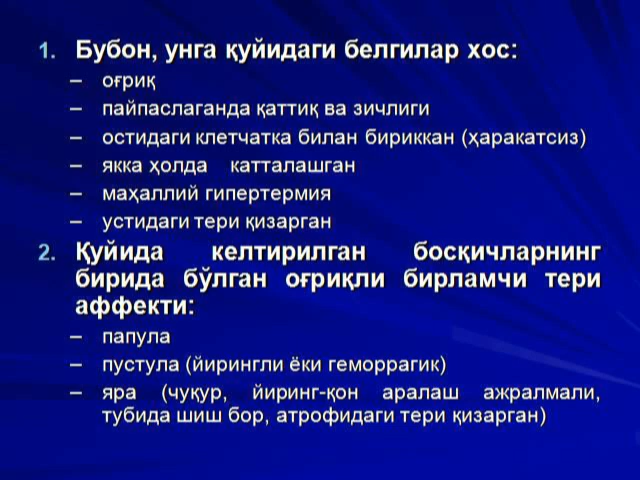 1. Бубон, унга қуйидаги белгилар хос:
– оғриқ
– пайпаслаганда қаттиқ ва зичлиги
– остидаги клетчатка билан бириккан (ҳаракатсиз)
– якка ҳолда катталашган
– маҳаллий гипертермия
– устидаги тери қизарган
2. Қуйида келтирилган босқичларнинг
бирида бўлган оғриқли бирламчи тери
аффекти:
– папула
– пустула (йирингли ёки геморрагик)
– яра (чуқур, йиринг-қон аралаш ажралмали,
тубида шиш бор, атрофидаги тери қизарган)